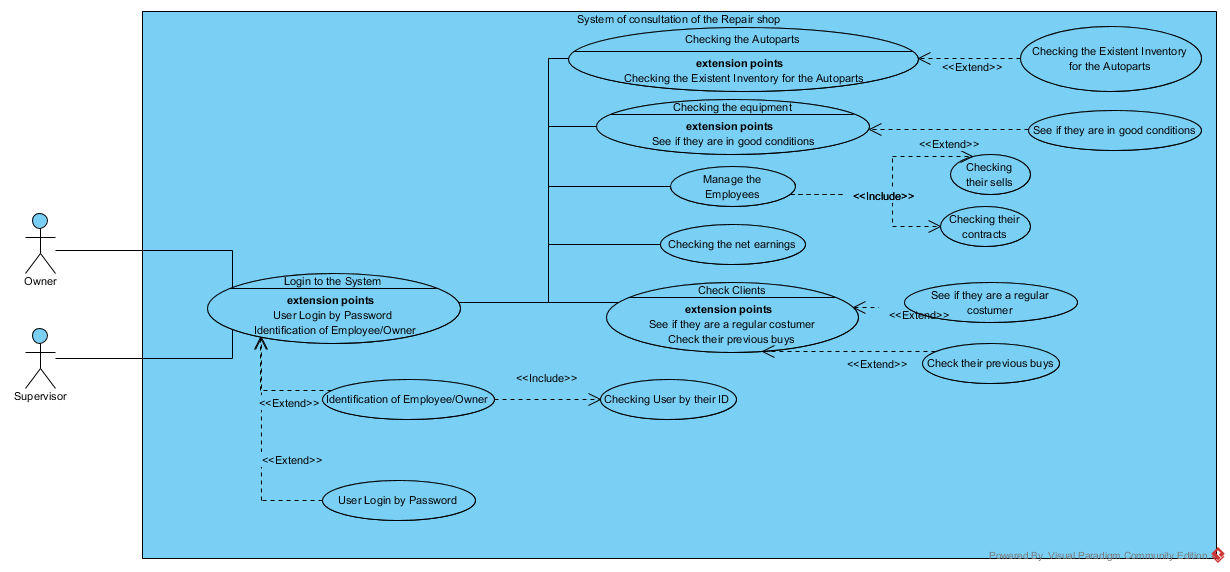 System of consultation of the Repair shop
Checking the Autoparts
extension points
Checking the Existent Inventory for the Autoparts
<<Extend>>
Checking the Existent Inventory
for the Autoparts
Checking the equipment
extension points
See if they are in good conditions
<<Extend>>
See if they are in good conditions
Manage the
Employees
<<Include>>
Checking
their sells
Checking their
contracts
Checking the net earnings
Owner
Supervisor
Login to the System
extension points
User Login by Password
Identification of Employee/Owner
Check Clients
extension points
See if they are a regular costumer
Check their previous buys
<<Extend>>
See if they are a regular
costumer
<<Extend>>
Check their previous buys
<<Extend>>
Identification of Employee/Owner
<<Include>>
Checking User by their ID
<<Extend>>
User Login by Password
Powered By Visual Paradigm Community Edition